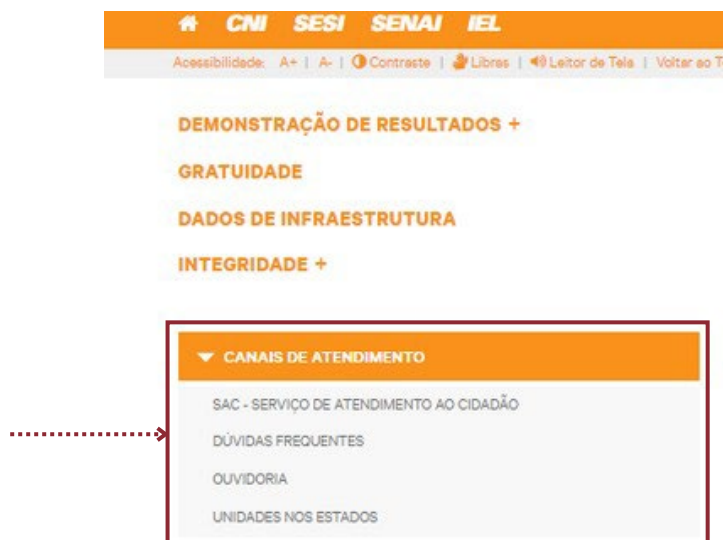 CNI SESI SENAI IEL
Acessibilidade: A+ | A- | Contraste | Libras | Leitor de Tela | Voltar ao
DEMONSTRAÇÃO DE RESULTADOS +
GRATUIDADE
DADOS DE INFRAESTRUTURA
INTEGRIDADE +
CANAIS DE ATENDIMENTO
SAC - SERVIÇO DE ATENDIMENTO AO CIDADÃO
DÚVIDAS FREQUENTES
OUVIDORIA
UNIDADES NOS ESTADOS